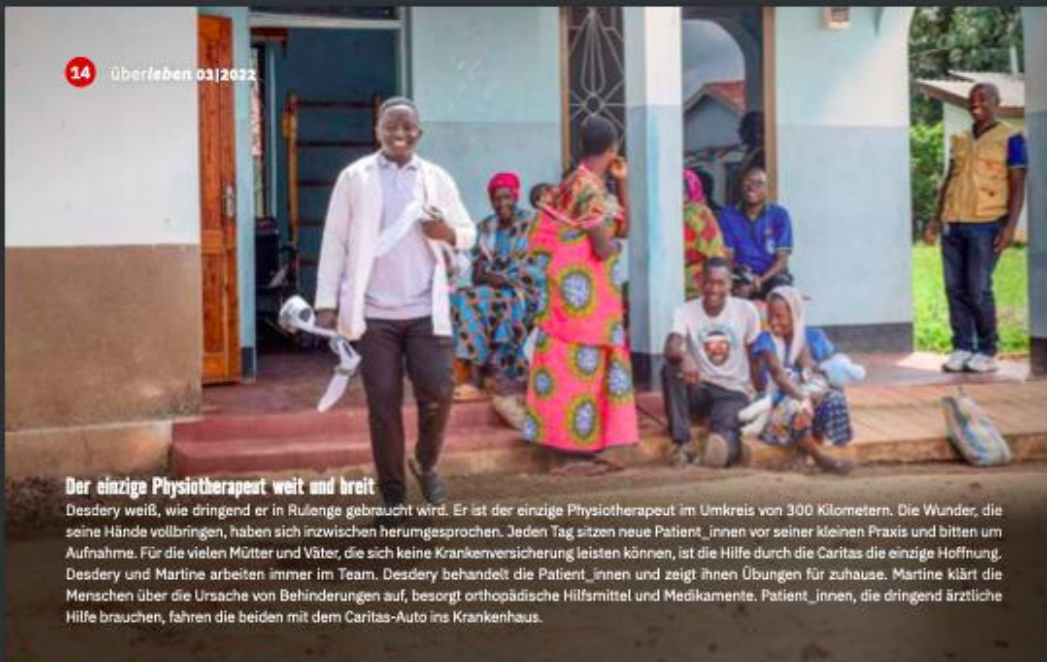 14 überleben 03|2022
Der einzige Physiotherapeut weit und breit
Desdery weiß, wie dringend er in Rulenge gebraucht wird. Er ist der einzige Physiotherapeut im Umkreis von 300 Kilometern. Die Wunder, die
seine Hände vollbringen, haben sich inzwischen herumgesprochen. Jeden Tag sitzen neue Patient_innen vor seiner kleinen Praxis und bitten um
Aufnahme. Für die vielen Mütter und Väter, die sich keine Krankenversicherung leisten können, ist die Hilfe durch die Caritas die einzige Hoffnung.
Desdery und Martine arbeiten immer im Team. Desdery behandelt die Patient_innen und zeigt ihnen Übungen für zuhause. Martine klärt die
Menschen über die Ursache von Behinderungen auf, besorgt orthopädische Hilfsmittel und Medikamente. Patient_innen, die dringend ärztliche
Hilfe brauchen, fahren die beiden mit dem Caritas-Auto ins Krankenhaus.